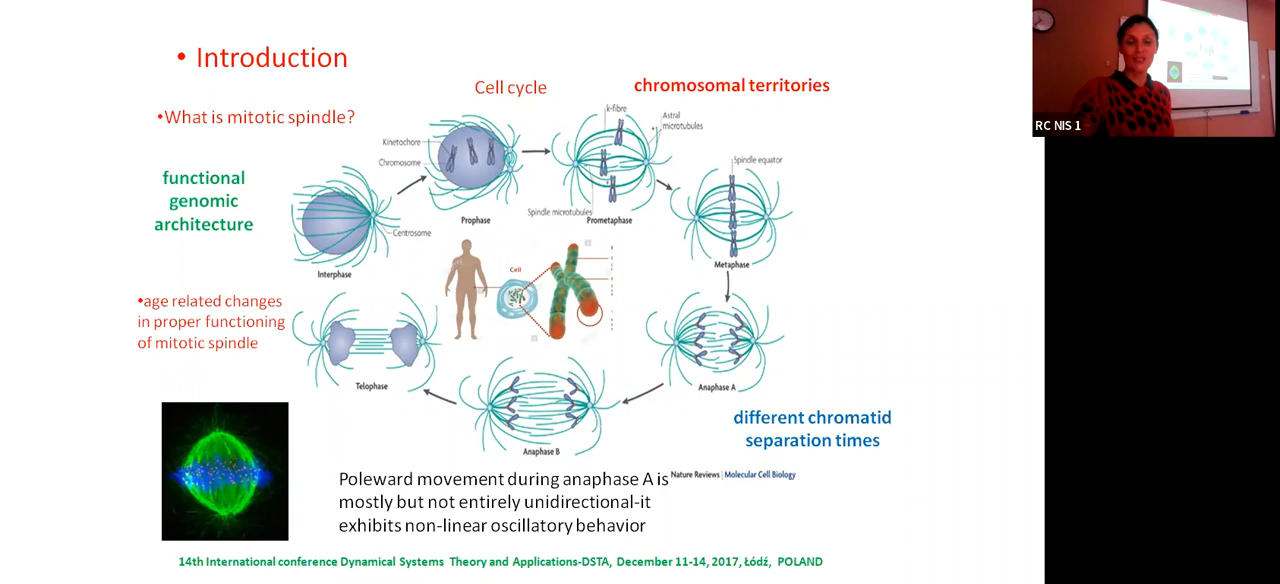 • Introduction
Cell cycle
chromosomal territories
•What is mitotic spindle?
k-fibre
Astral
microtubules
Kinetochore
Chromosome
Spindle equator
functional
genomic
architecture
Spindle microtubules
Prophase
Prometaphase
Centrosome
Metaphase
Interphase
Cell
•age related changes
in proper functioning
of mitotic spindle
Telophase
Anaphase A
different chromatid
separation times
Anaphase B
Poleward movement during anaphase A is
mostly but not entirely unidirectional-it
exhibits non-linear oscillatory behavior
Nature Reviews | Molecular Cell Biology
14th International conference Dynamical Systems Theory and Applications-DSTA, December 11-14, 2017, Łódź, POLAND
RC NIS 1